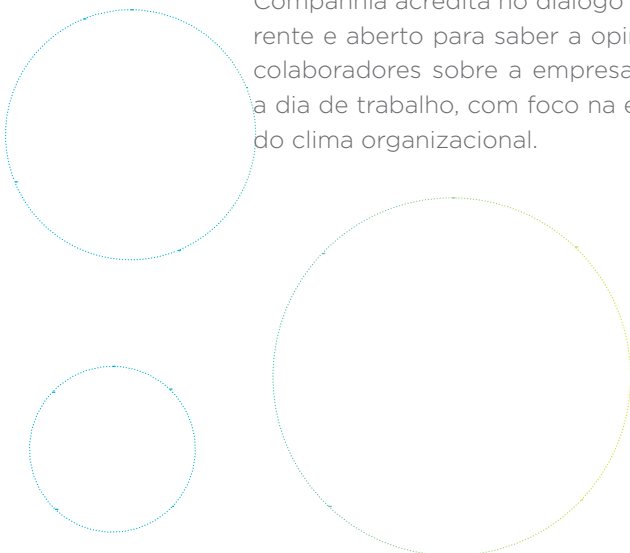 Companhia acredita no diálogo
rente e aberto para saber a opi
colaboradores sobre a empresa
a dia de trabalho, com foco na e
do clima organizacional.